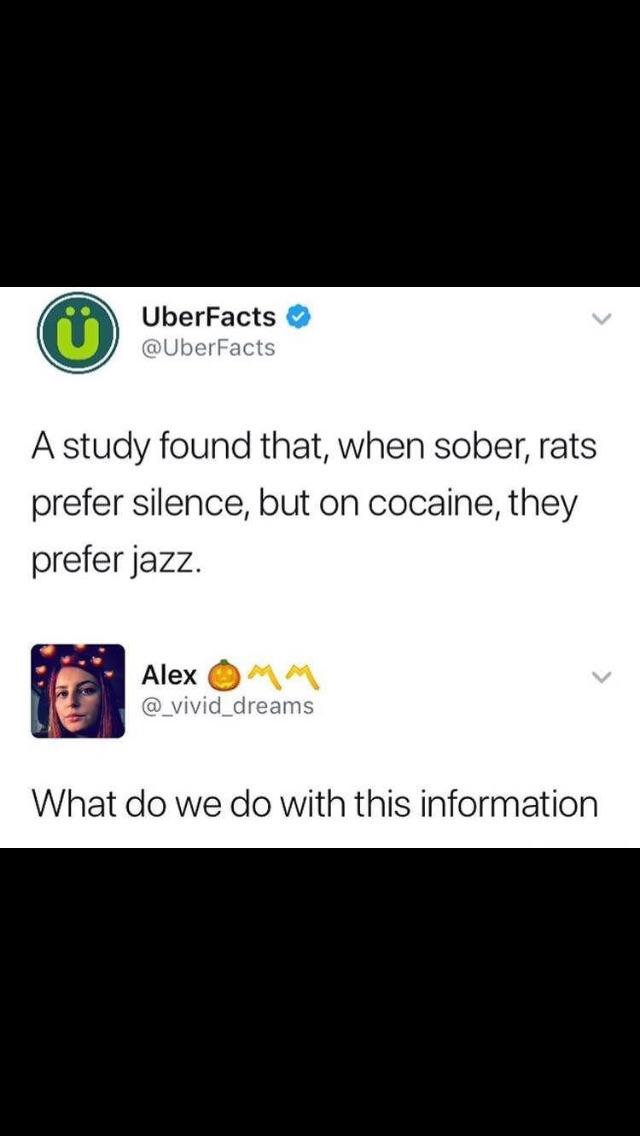 Ü
UberFacts
@UberFacts
A study found that, when sober, rats
prefer silence, but on cocaine, they
prefer jazz.
Alex 🎃〽️〽️
@_vivid_dreams
What do we do with this information